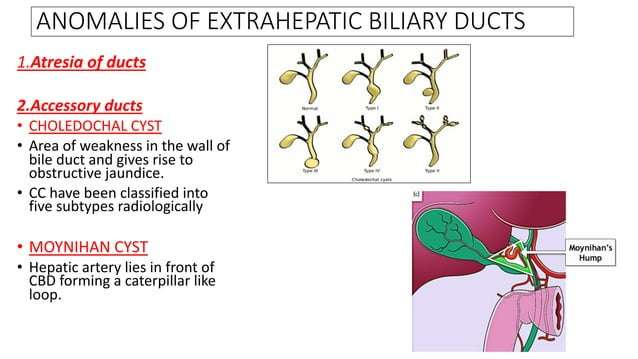 ANOMALIES OF EXTRAHEPATIC BILIARY DUCTS
1.Atresia of ducts
2.Accessory ducts
• CHOLEDOCHAL CYST
• Area of weakness in the wall of
bile duct and gives rise to
obstructive jaundice.
• CC have been classified into
five subtypes radiologically
• MOYNIHAN CYST
• Hepatic artery lies in front of
CBD forming a caterpillar like
loop.
Normal Type I Type II
Type III Type IV Type V
Choledochal cysts
(c)
Moynihan's
Hump